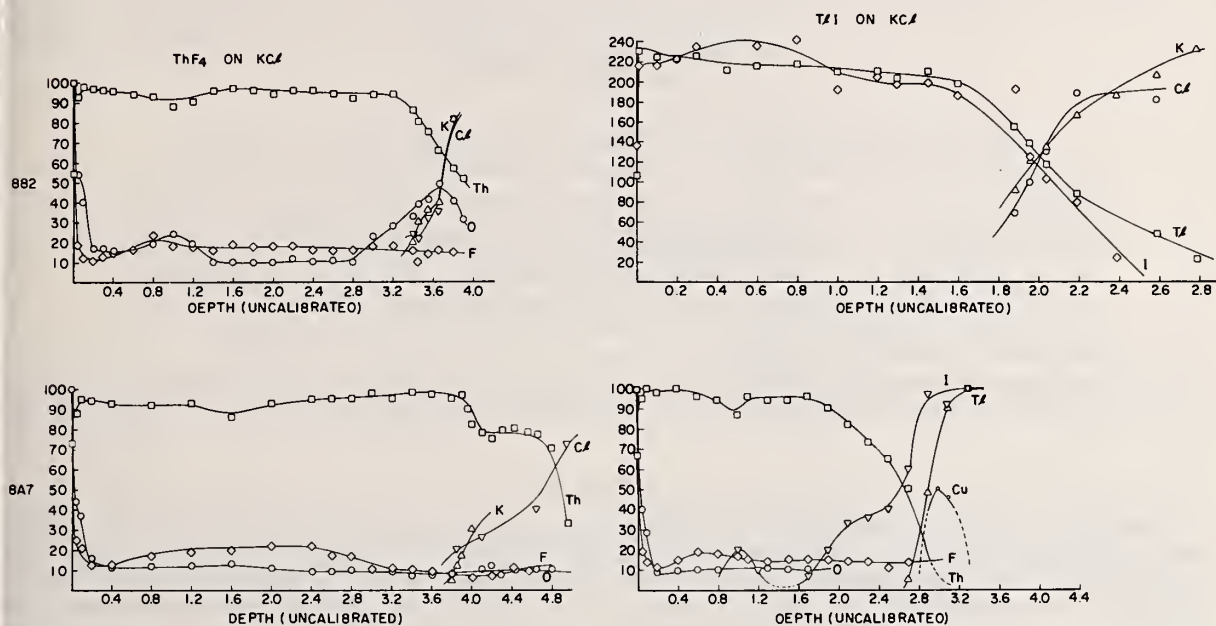 ThF4 ON KCl
882
100
90
80
70
60
50
40
30
20
10
K
Cl
Th
O
F
0.4 0.8 1.2 1.6 2.0 2.4 2.8 3.2 3.6 4.0
DEPTH (UNCALIBRATED)
TlI ON KCl
240
220
200
180
160
140
120
100
80
60
40
20
K
Cl
Tl
I
0.2 0.4 0.6 0.8 1.0 1.2 1.4 1.6 1.8 2.0 2.2 2.4 2.6 2.8
DEPTH (UNCALIBRATED)
8A7
100
90
80
70
60
50
40
30
20
10
Cl
K
Th
F
O
0.4 0.8 1.2 1.6 2.0 2.4 2.8 3.2 3.6 4.0 4.4 4.8
DEPTH (UNCALIBRATED)
100
90
80
70
60
50
40
30
20
10
I
Tl
Cu
F
O
Th
0.4 0.8 1.2 1.6 2.0 2.4 2.8 3.2 3.6 4.0 4.4
DEPTH (UNCALIBRATED)